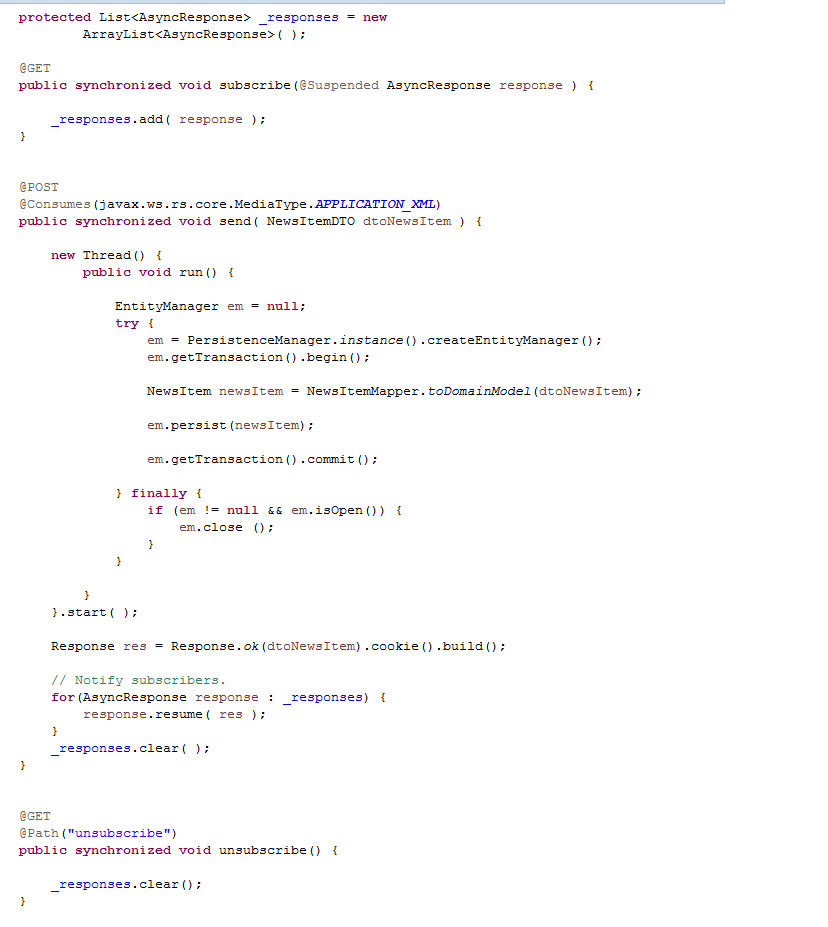 protected List<AsyncResponse> _responses = new
        ArrayList<AsyncResponse>( );

@GET
public synchronized void subscribe(@Suspended AsyncResponse response ) {

    _responses.add( response );
}


@POST
@Consumes(javax.ws.rs.core.MediaType.APPLICATION_XML)
public synchronized void send( NewsItemDTO dtoNewsItem ) {

    new Thread() {
        public void run() {

            EntityManager em = null;
            try {
                em = PersistenceManager.instance().createEntityManager();
                em.getTransaction().begin();

                NewsItem newsItem = NewsItemMapper.toDomainModel(dtoNewsItem);

                em.persist(newsItem);

                em.getTransaction().commit();

            } finally {
                if (em != null && em.isOpen()) {
                    em.close ();
                }
            }

        }
    }.start( );

    Response res = Response.ok(dtoNewsItem).cookie().build();

    // Notify subscribers.
    for(AsyncResponse response : _responses) {
        response.resume( res );
    }
    _responses.clear( );
}


@GET
@Path("unsubscribe")
public synchronized void unsubscribe() {

    _responses.clear();
}